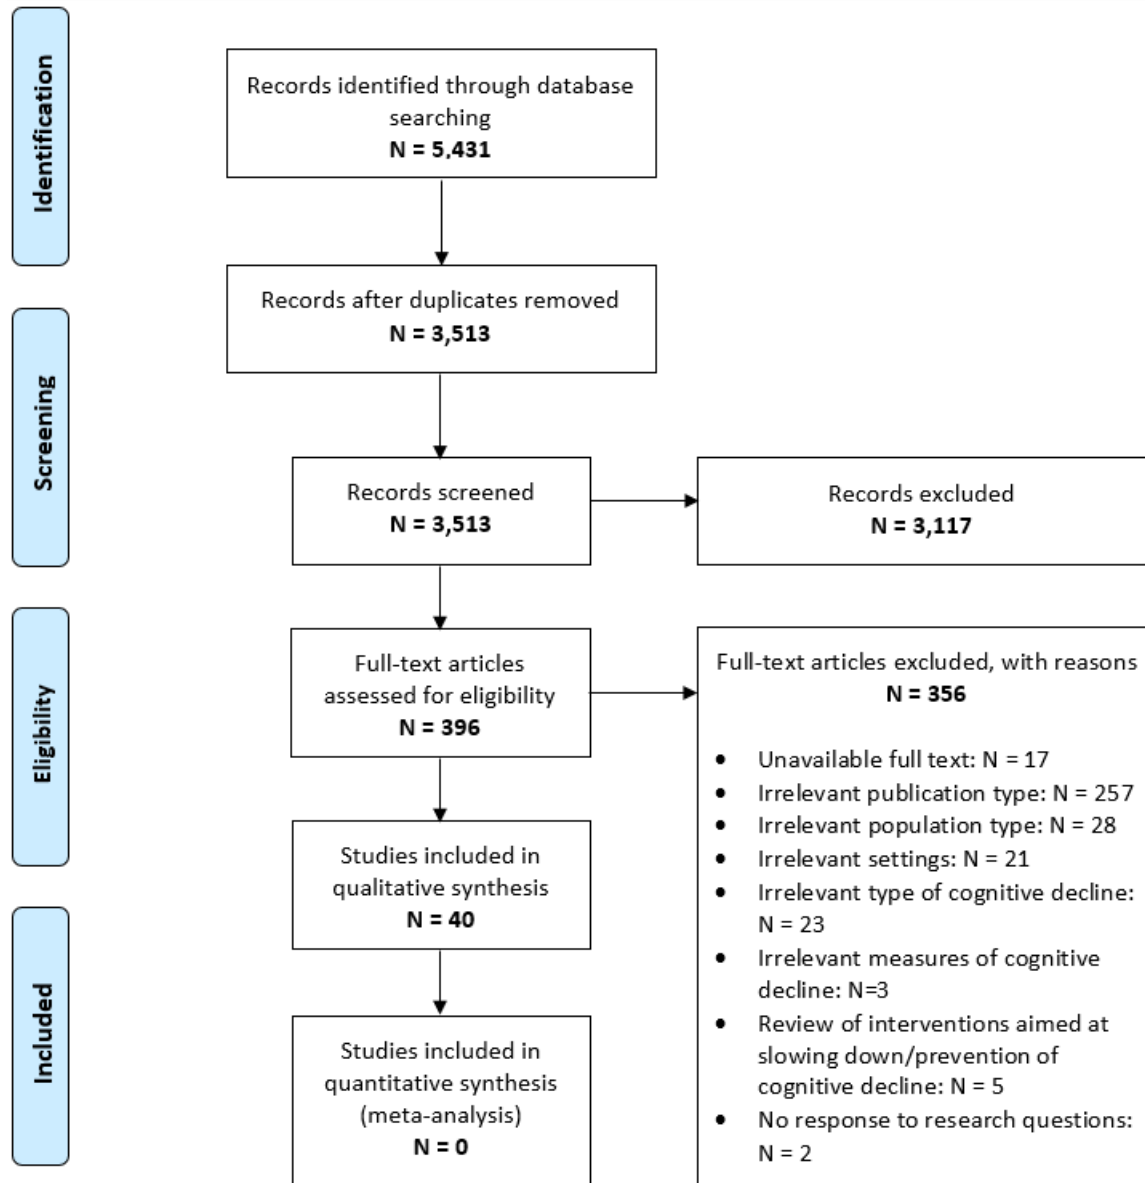 Identification
Records identified through database
searching
N = 5,431
Records after duplicates removed
N = 3,513
Screening
Records screened
N = 3,513
Records excluded
N = 3,117
Eligibility
Full-text articles
assessed for eligibility
N = 396
Full-text articles excluded, with reasons
N = 356
• Unavailable full text: N = 17
• Irrelevant publication type: N = 257
• Irrelevant population type: N = 28
• Irrelevant settings: N = 21
• Irrelevant type of cognitive decline:
N = 23
• Irrelevant measures of cognitive
decline: N=3
• Review of interventions aimed at
slowing down/prevention of
cognitive decline: N = 5
• No response to research questions:
N = 2
Studies included in
qualitative synthesis
N = 40
Included
Studies included in
quantitative synthesis
(meta-analysis)
N = 0